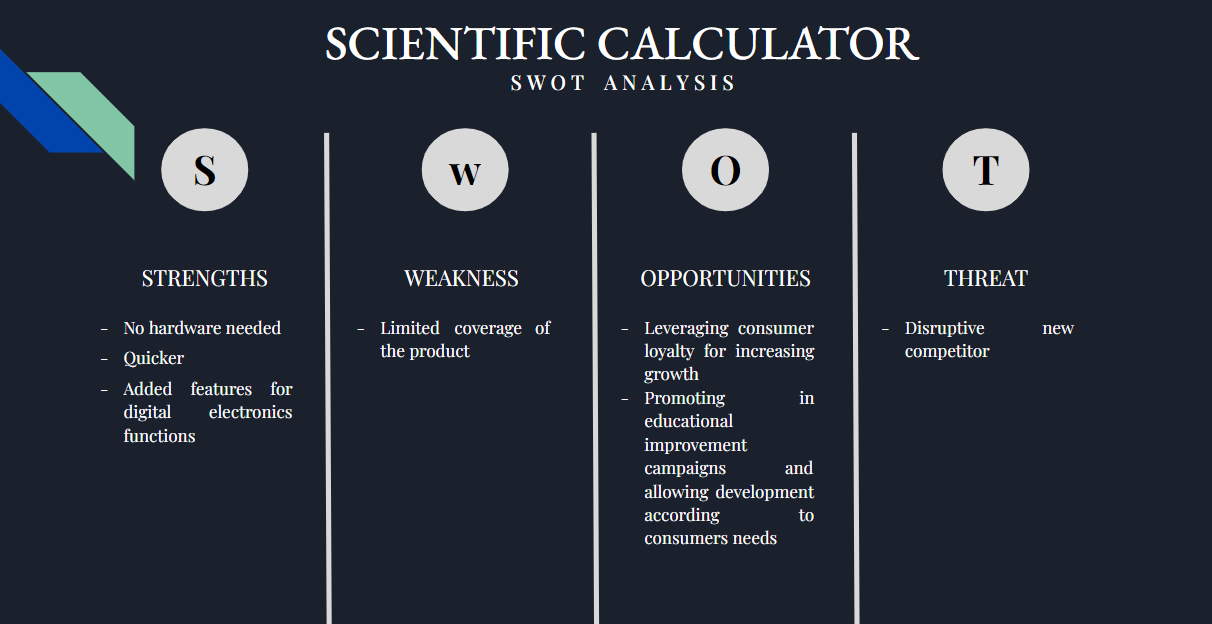 SCIENTIFIC CALCULATOR
SWOT ANALYSIS
S
w
O
T
STRENGTHS
- No hardware needed
- Quicker
- Added features for
digital electronics
functions
WEAKNESS
- Limited coverage of
the product
OPPORTUNITIES
- Leveraging consumer
loyalty for increasing
growth
- Promoting in
educational
improvement
campaigns and
allowing development
according to
consumers needs
THREAT
- Disruptive new
competitor